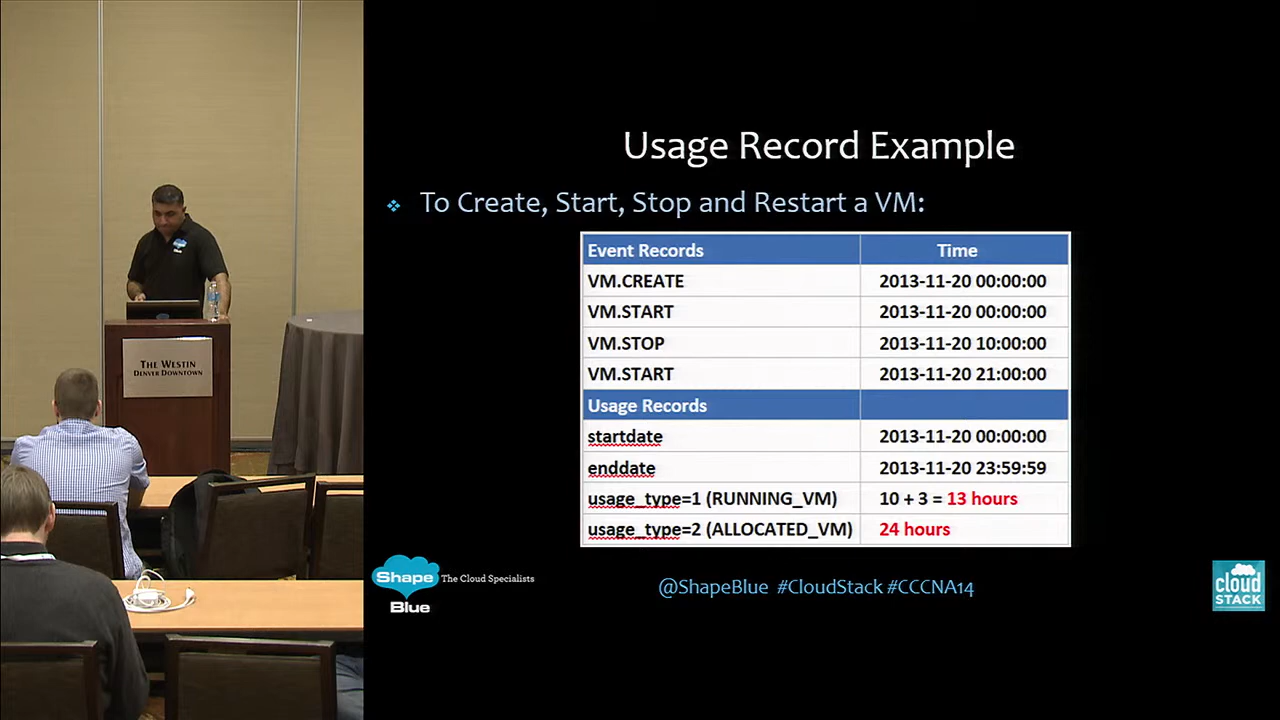 Usage Record Example
❖ To Create, Start, Stop and Restart a VM:
Event Records Time
VM.CREATE 2013-11-20 00:00:00
VM.START 2013-11-20 00:00:00
VM.STOP 2013-11-20 10:00:00
VM.START 2013-11-20 21:00:00
Usage Records
startdate 2013-11-20 00:00:00
enddate 2013-11-20 23:59:59
usage_type=1 (RUNNING_VM) 10 + 3 = 13 hours
usage_type=2 (ALLOCATED_VM) 24 hours
Shape
Blue
The Cloud Specialists
@ShapeBlue #CloudStack #CCCNA14
cloud
STACK
THE WESTIN
DENVER DOWNTOWN